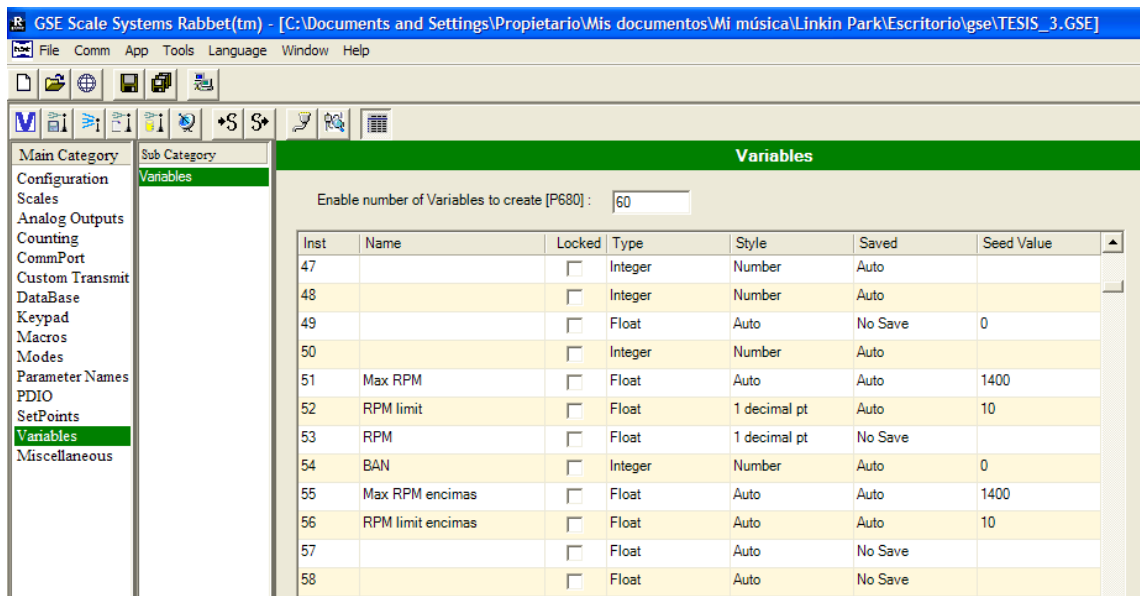 GSE Scale Systems Rabbet(tm) - [C:\Documents and Settings\Propietario\Mis documentos\Mi música\Linkin Park\Escritorio\gse\TESIS_3.GSE]
File Comm App Tools Language Window Help
Main Category
Configuration
Scales
Analog Outputs
Counting
CommPort
Custom Transmit
DataBase
Keypad
Macros
Modes
Parameter Names
PDIO
SetPoints
Variables
Miscellaneous
Sub Category
Variables
Variables
Enable number of Variables to create [P680] : 60
Inst Name Locked Type Style Saved Seed Value
47 Integer Number Auto
48 Integer Number Auto
49 Float Auto No Save 0
50 Integer Number Auto
51 Max RPM Float Auto Auto 1400
52 RPM limit Float 1 decimal pt Auto 10
53 RPM Float 1 decimal pt No Save
54 BAN Integer Number Auto 0
55 Max RPM encimas Float Auto Auto 1400
56 RPM limit encimas Float Auto Auto 10
57 Float Auto No Save
58 Float Auto No Save